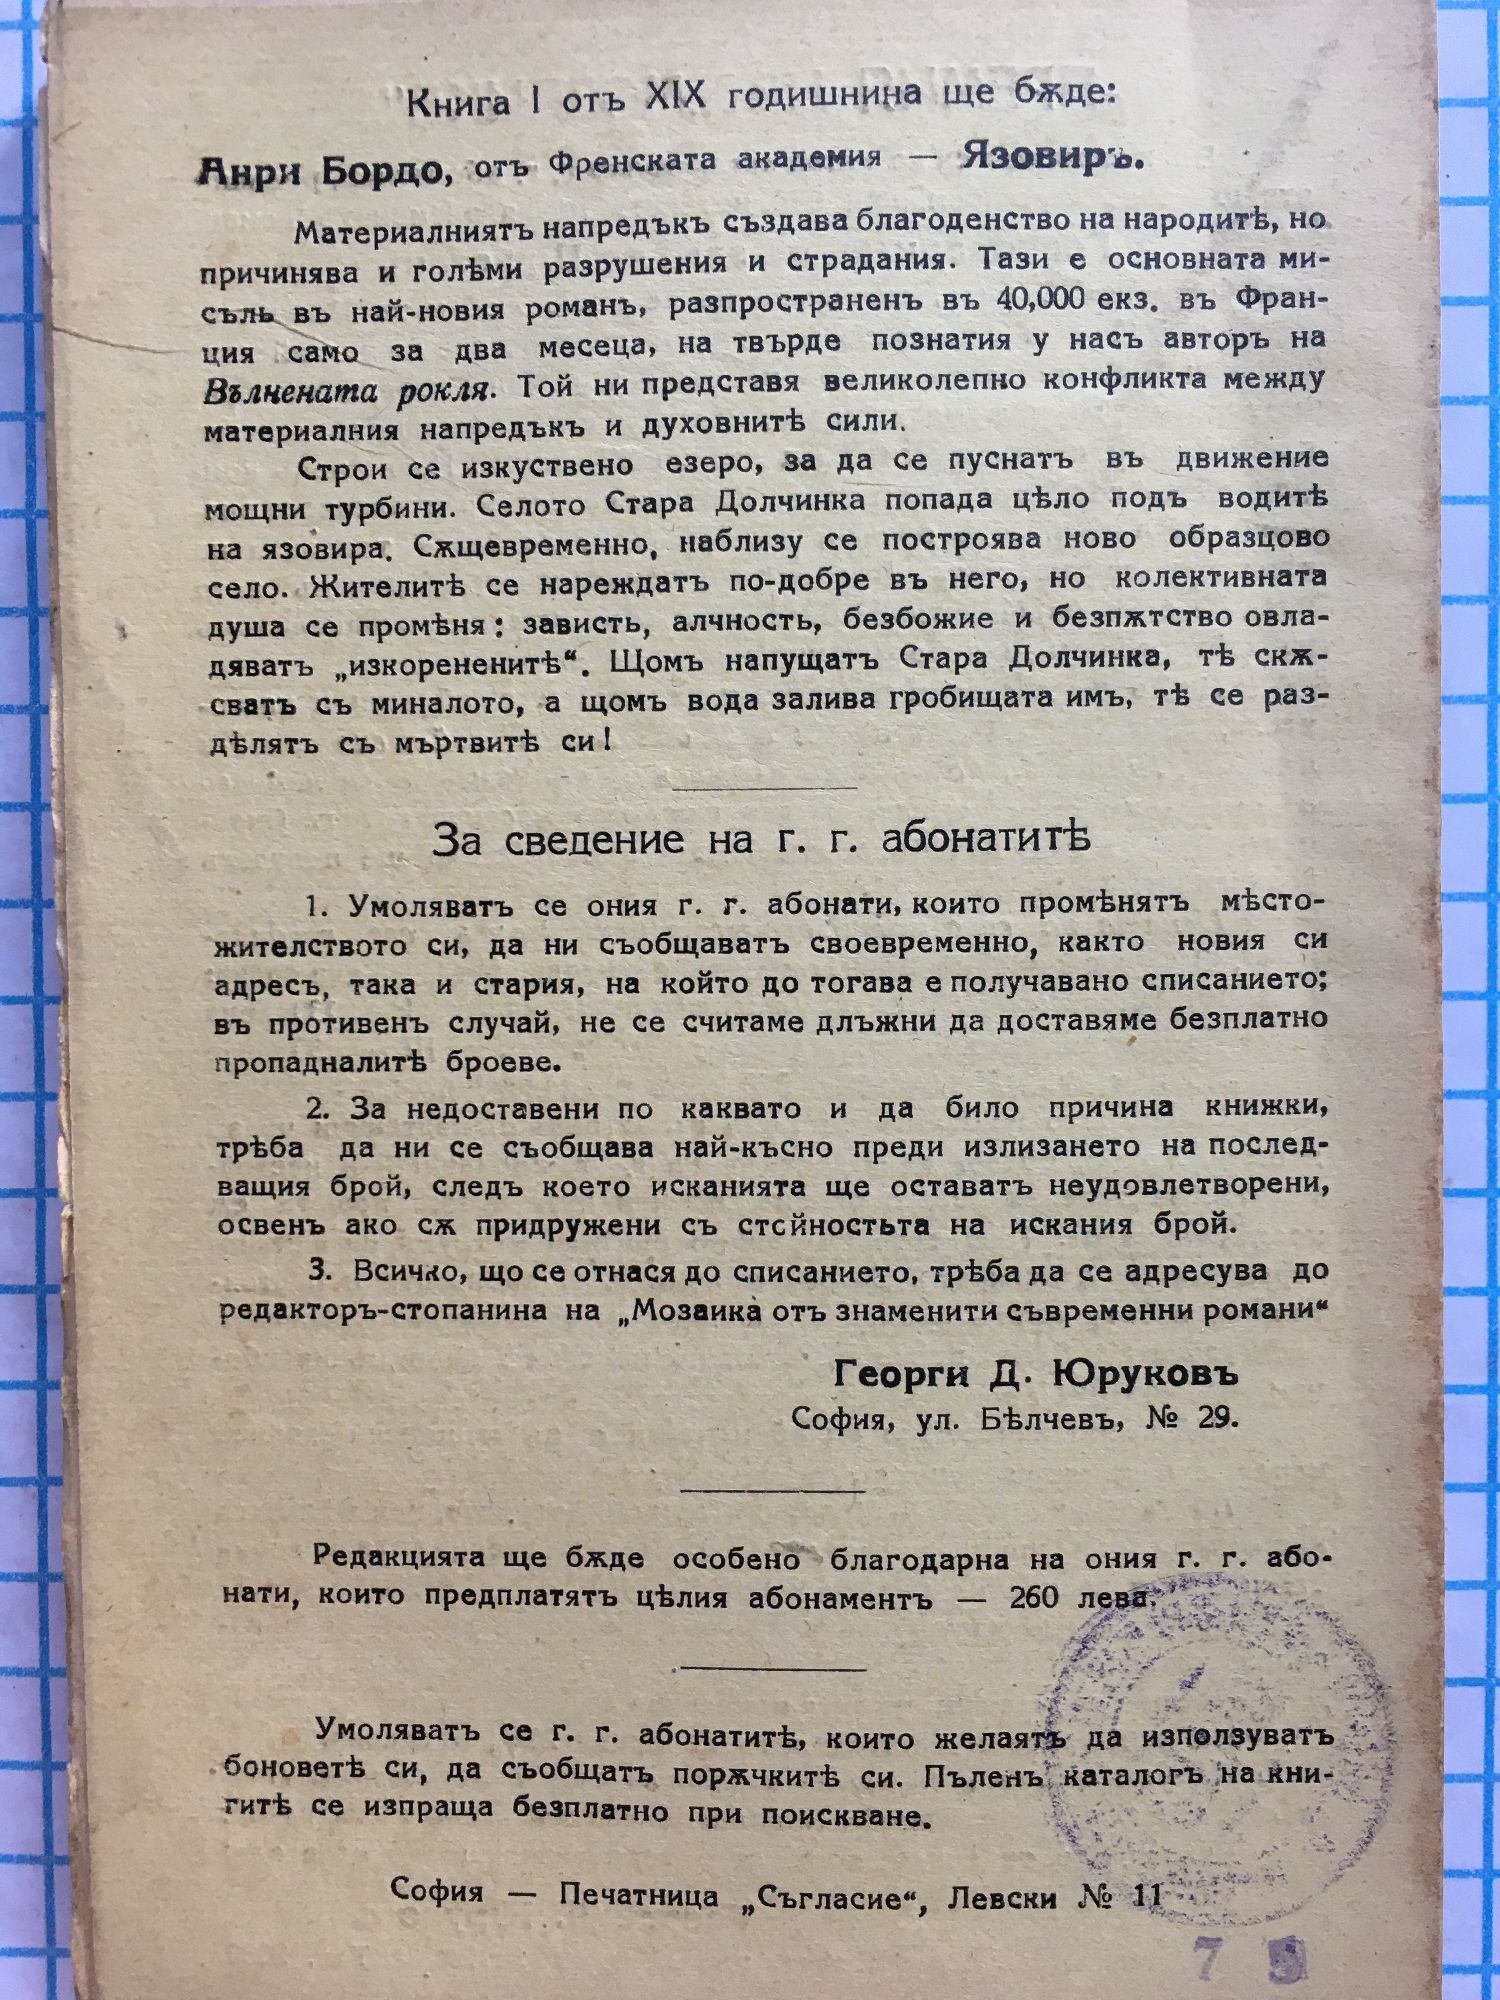 Книга I отъ XIX годишнина ще бѫде:
Анри Бордо, отъ Френската академия — Язовиръ.
Материалниятъ напредъкъ създава благоденство на народитѣ, но
причинява и голѣми разрушения и страдания. Тази е основната ми-
съль въ най-новия романъ, разпространенъ въ 40,000 екз. въ Фран-
ция само за два месеца, на твърде познатия у насъ авторъ на
Вълнената рокля. Той ни представя великолепно конфликта между
материалния напредъкъ и духовнитѣ сили.
Строи се изкуствено езеро, за да се пуснатъ въ движение
мощни турбини. Селото Стара Долчинка попада цѣло подъ водитѣ
на язовира. Сѫщевременно, наблизу се построява ново образцово
село. Жителитѣ се нареждатъ по-добре въ него, но колективната
душа се промѣня: зависть, алчность, безбожие и безпѫтство овла-
дяватъ „изкорененитѣ“. Щомъ напущатъ Стара Долчинка, тѣ скѫ-
сватъ съ миналото, а щомъ вода залива гробищата имъ, тѣ се раз-
дѣлятъ съ мъртвитѣ си!
За сведение на г. г. абонатитѣ
1. Умоляватъ се ония г. г. абонати, които промѣнятъ мѣсто-
жителството си, да ни съобщаватъ своевременно, както новия си
адресъ, така и стария, на който до тогава е получавано списанието;
въ противенъ случай, не се считаме длъжни да доставяме безплатно
пропадналитѣ броеве.
2. За недоставени по каквато и да било причина книжки,
трѣба да ни се съобщава най-късно преди излизането на послед-
ващия брой, следъ което исканията ще оставатъ неудовлетворени,
освенъ ако сѫ придружени съ стойностьта на искания брой.
3. Всичко, що се отнася до списанието, трѣба да се адресува до
редакторъ-стопанина на „Мозаика отъ знаменити съвременни романи“
Георги Д. Юруковъ
София, ул. Бѣлчевъ, № 29.
Редакцията ще бѫде особено благодарна на ония г. г. або-
нати, които предплатятъ цѣлия абонаментъ — 260 лева.
Умоляватъ се г. г. абонатитѣ, които желаятъ да използуватъ
боноветѣ си, да съобщатъ порѫчкитѣ си. Пъленъ каталогъ на кни-
гитѣ се изпраща безплатно при поискване.
София — Печатница „Съгласие“, Левски № 11
7